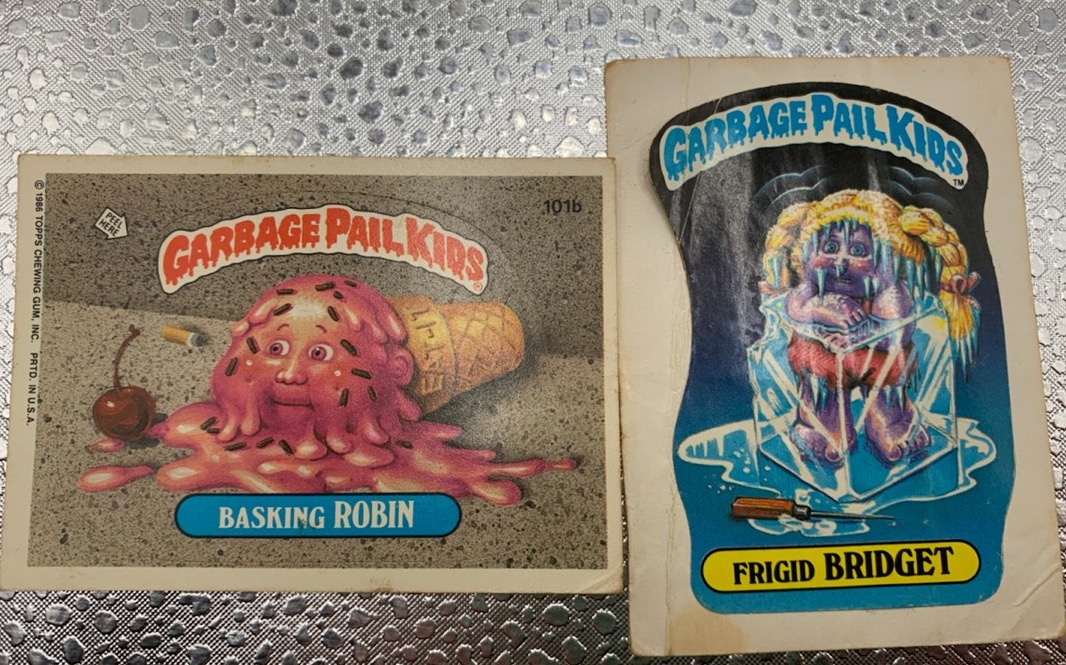 © 1986 TOPPS CHEWING GUM, INC. PRTD. IN U.S.A.
PEEL
HERE
101b
GARBAGE PAIL KIDS
®
BASKING ROBIN
GARBAGE PAIL KIDS
TM
FRIGID BRIDGET